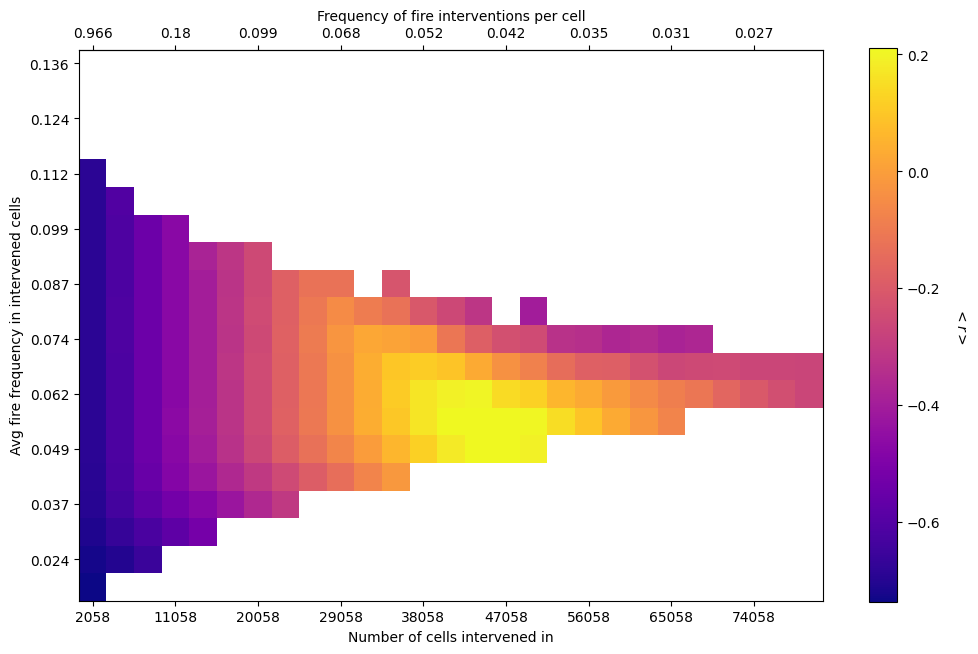 Frequency of fire interventions per cell
0.966 0.18 0.099 0.068 0.052 0.042 0.035 0.031 0.027
0.136
0.124
0.112
0.099
0.087
0.074
0.062
0.049
0.037
0.024
Avg fire frequency in intervened cells
2058 11058 20058 29058 38058 47058 56058 65058 74058
Number of cells intervened in
0.2
0.0
−0.2
−0.4
−0.6
< r >